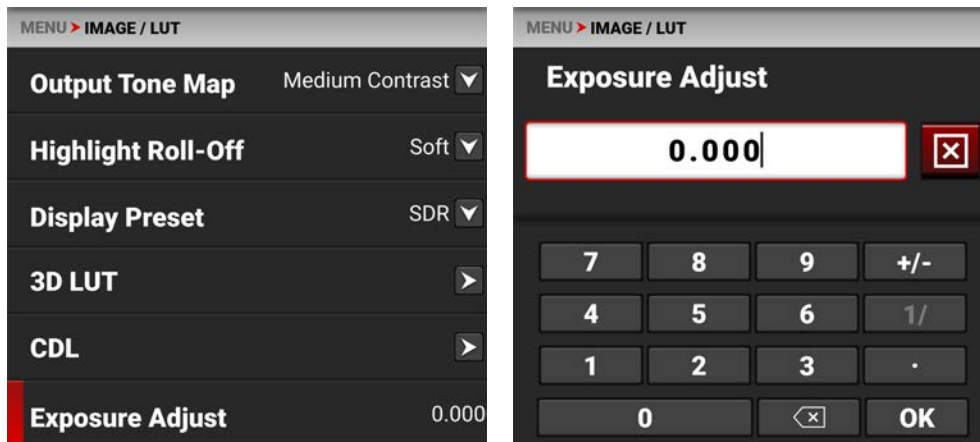 MENU > IMAGE / LUT
Output Tone Map Medium Contrast
Highlight Roll-Off Soft
Display Preset SDR
3D LUT
CDL
Exposure Adjust 0.000
MENU > IMAGE / LUT
Exposure Adjust
0.000
7 8 9 +/-
4 5 6 1/
1 2 3 .
0 OK